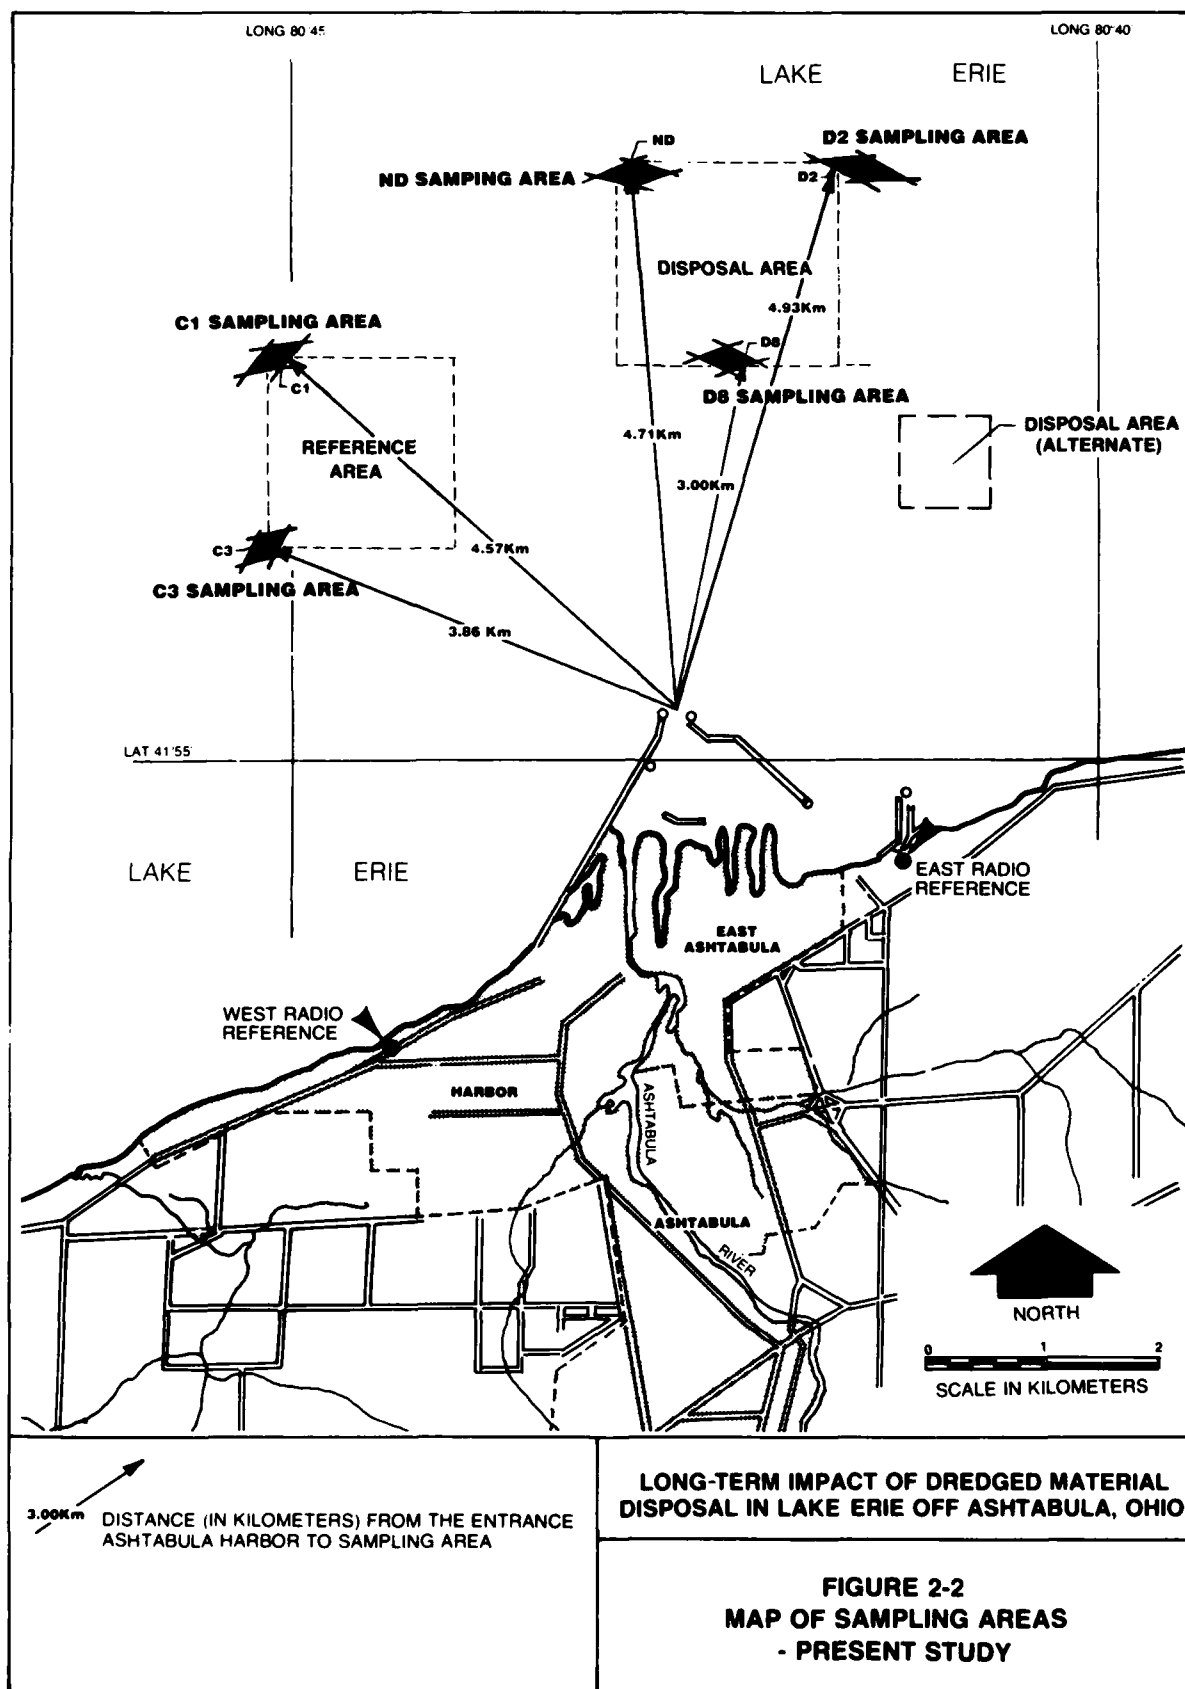 LONG 80°45'
LONG 80°40'
LAKE ERIE
D2 SAMPLING AREA
ND
ND SAMPING AREA
D2
DISPOSAL AREA
4.93Km
C1 SAMPLING AREA
D8
C1
D8 SAMPLING AREA
DISPOSAL AREA
(ALTERNATE)
4.71Km
REFERENCE
AREA
3.00Km
C3
4.57Km
C3 SAMPLING AREA
3.86 Km
LAT 41°55'
LAKE ERIE
EAST RADIO
REFERENCE
EAST
ASHTABULA
WEST RADIO
REFERENCE
HARBOR
ASHTABULA
ASHTABULA
RIVER
NORTH
0 1 2
SCALE IN KILOMETERS
3.00Km
DISTANCE (IN KILOMETERS) FROM THE ENTRANCE
ASHTABULA HARBOR TO SAMPLING AREA
LONG-TERM IMPACT OF DREDGED MATERIAL
DISPOSAL IN LAKE ERIE OFF ASHTABULA, OHIO
FIGURE 2-2
MAP OF SAMPLING AREAS
- PRESENT STUDY